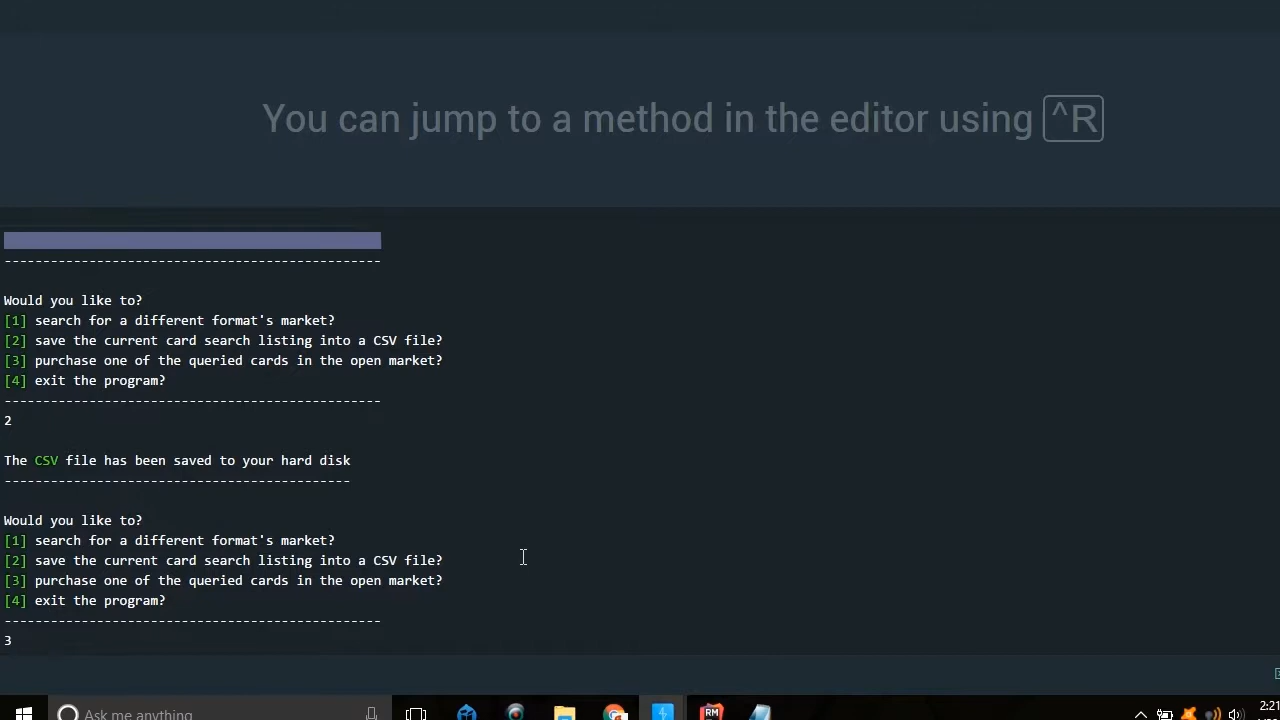 You can jump to a method in the editor using ^R
-------------------------------------------------
Would you like to?
[1] search for a different format's market?
[2] save the current card search listing into a CSV file?
[3] purchase one of the queried cards in the open market?
[4] exit the program?
-------------------------------------------------
2
The CSV file has been saved to your hard disk
---------------------------------------------
Would you like to?
[1] search for a different format's market?
[2] save the current card search listing into a CSV file?
[3] purchase one of the queried cards in the open market?
[4] exit the program?
-------------------------------------------------
3
Ask me anything
RM
2:21